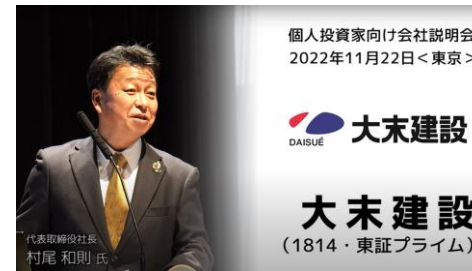 個人投資家向け会社説明会
2022年11月22日<東京>
DAISUÉ 大末建設
大末建設
(1814・東証プライム)
代表取締役社長
村尾 和則 氏